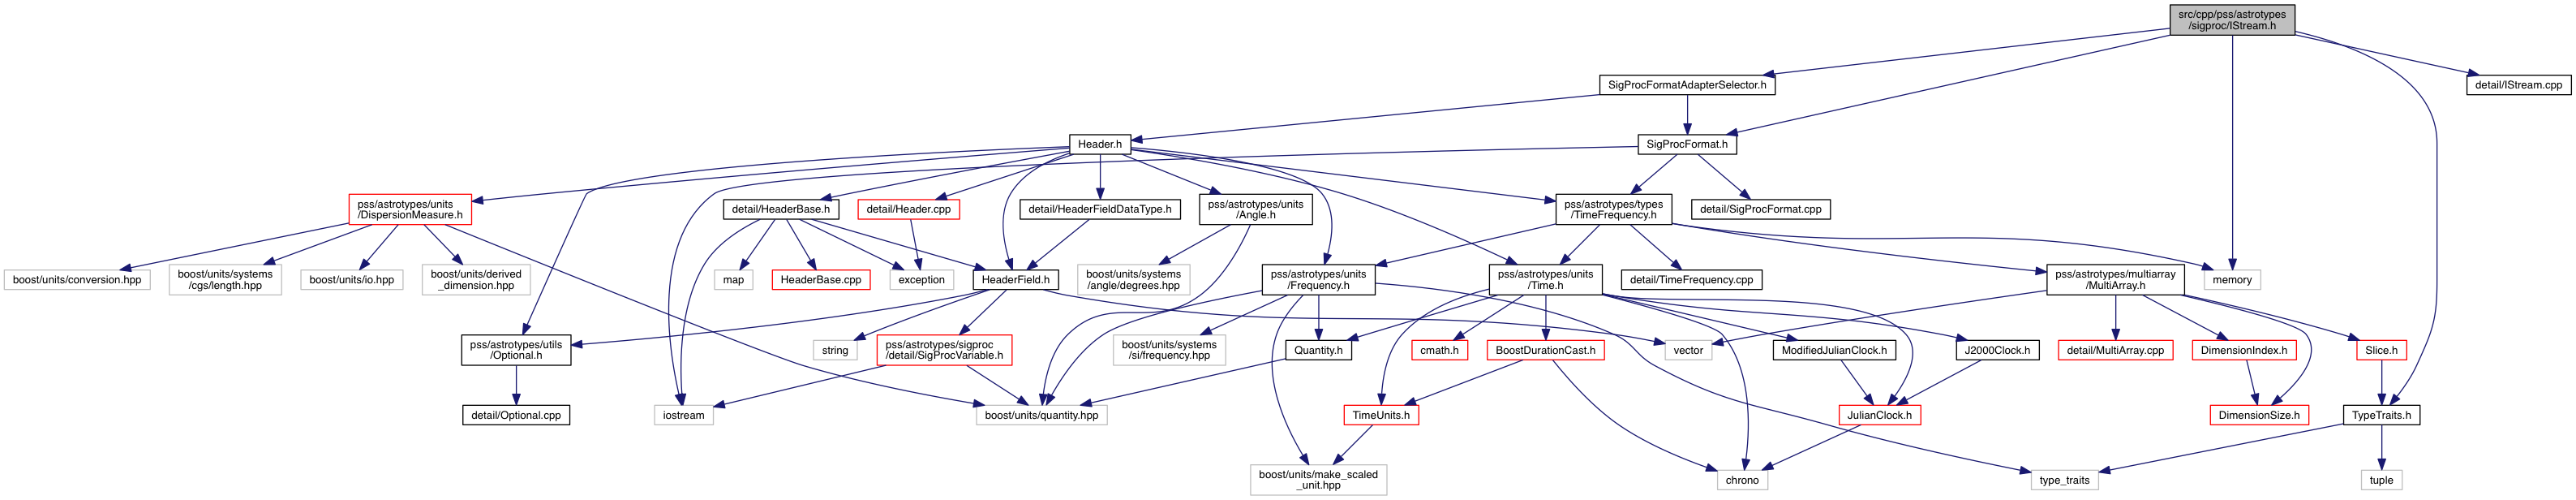 src/cpp/pss/astrotypes
/sigproc/IStream.h
SigProcFormatAdapterSelector.h
detail/IStream.cpp
Header.h
SigProcFormat.h
pss/astrotypes/units
/DispersionMeasure.h
detail/HeaderBase.h
detail/Header.cpp
detail/HeaderFieldDataType.h
pss/astrotypes/units
/Angle.h
pss/astrotypes/types
/TimeFrequency.h
detail/SigProcFormat.cpp
boost/units/conversion.hpp
boost/units/systems
/cgs/length.hpp
boost/units/io.hpp
boost/units/derived
_dimension.hpp
map
HeaderBase.cpp
exception
HeaderField.h
boost/units/systems
/angle/degrees.hpp
pss/astrotypes/units
/Frequency.h
pss/astrotypes/units
/Time.h
detail/TimeFrequency.cpp
pss/astrotypes/multiarray
/MultiArray.h
memory
pss/astrotypes/utils
/Optional.h
string
pss/astrotypes/sigproc
/detail/SigProcVariable.h
boost/units/systems
/si/frequency.hpp
Quantity.h
cmath.h
BoostDurationCast.h
vector
ModifiedJulianClock.h
J2000Clock.h
detail/MultiArray.cpp
DimensionIndex.h
Slice.h
detail/Optional.cpp
iostream
boost/units/quantity.hpp
TimeUnits.h
JulianClock.h
DimensionSize.h
TypeTraits.h
boost/units/make_scaled
_unit.hpp
chrono
type_traits
tuple